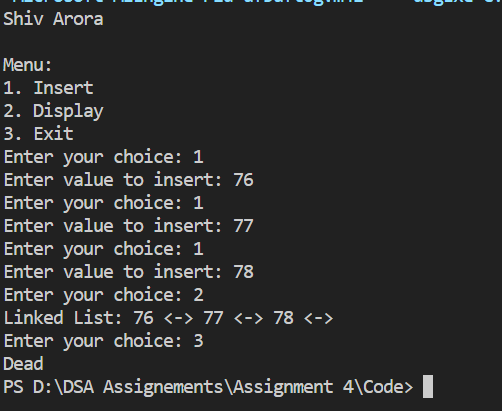 Shiv Arora
Menu:
1. Insert
2. Display
3. Exit
Enter your choice: 1
Enter value to insert: 76
Enter your choice: 1
Enter value to insert: 77
Enter your choice: 1
Enter value to insert: 78
Enter your choice: 2
Linked List: 76 <-> 77 <-> 78 <->
Enter your choice: 3
Dead
PS D:\DSA Assignements\Assignment 4\Code>